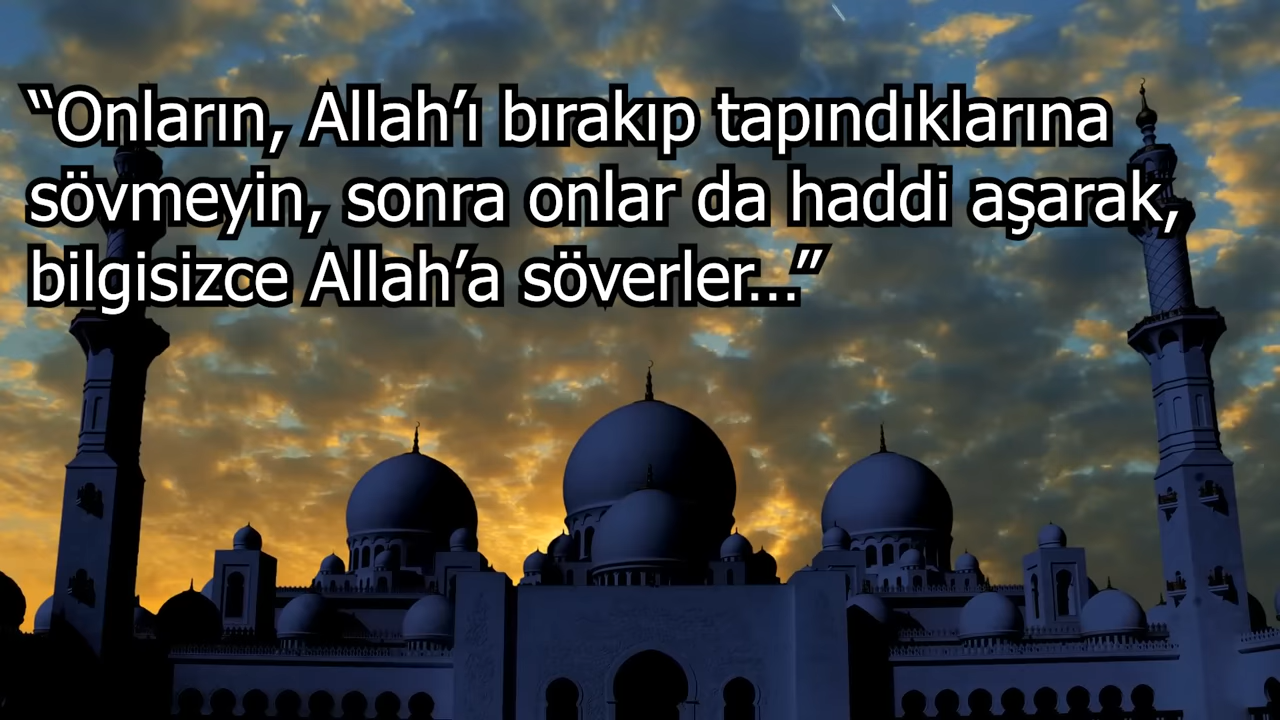 “Onların, Allah’ı bırakıp tapındıklarına
sövmeyin, sonra onlar da haddi aşarak,
bilgisizce Allah’a söverler...”